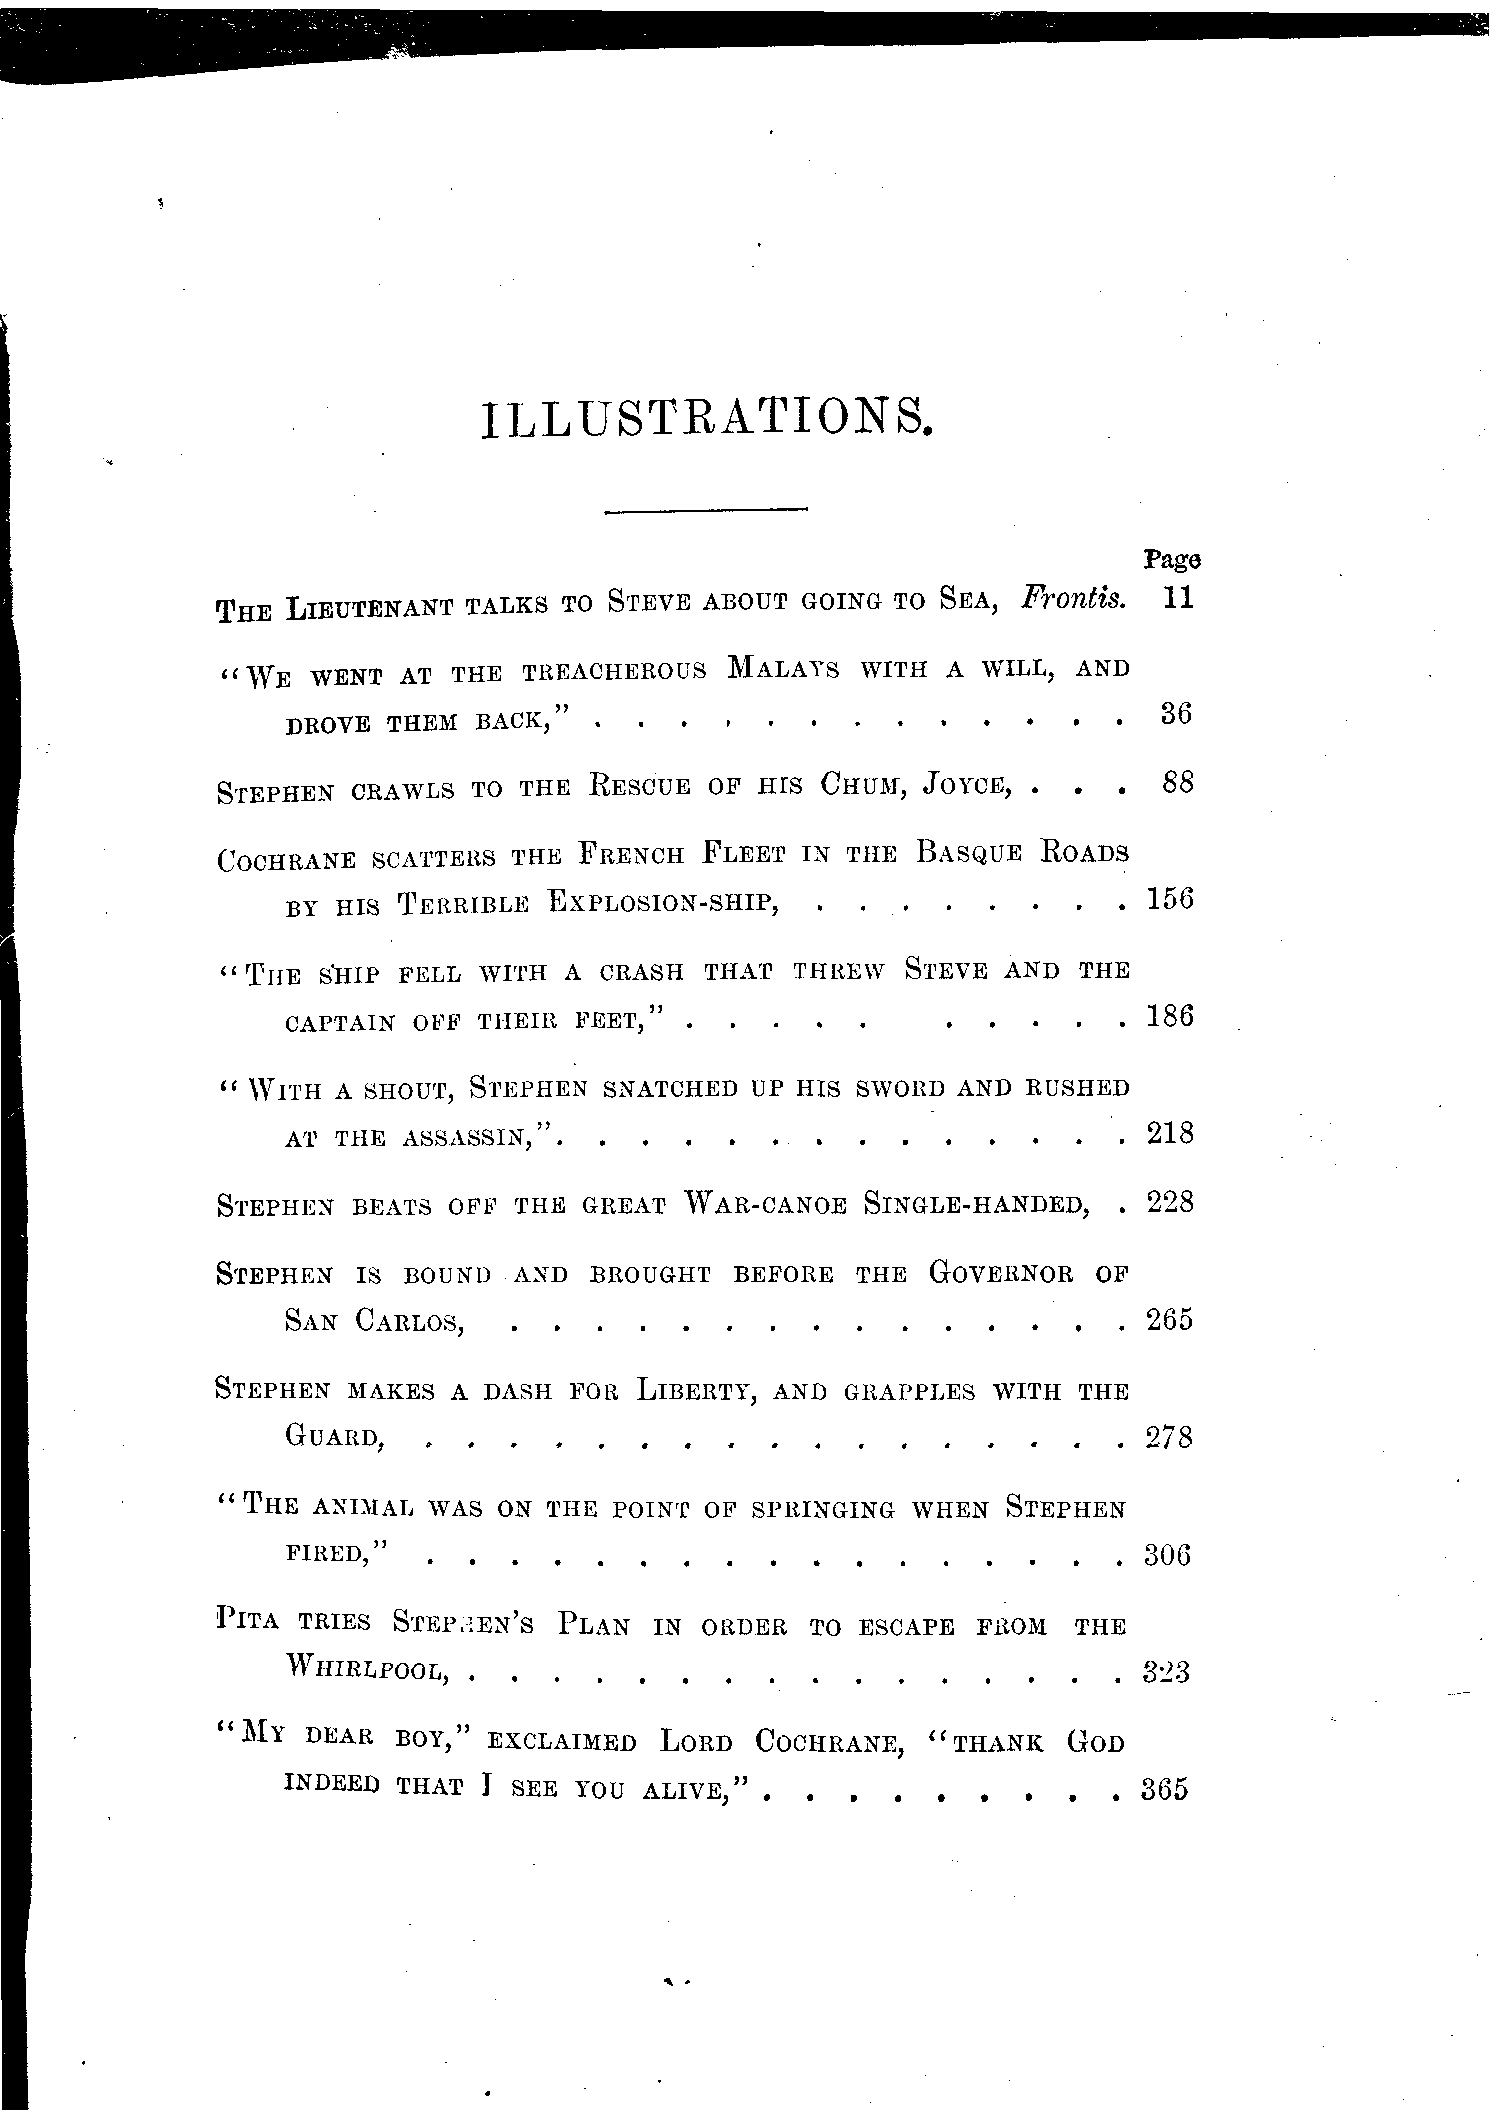 ILLUSTRATIONS.
Page
The Lieutenant talks to Steve about going to Sea, Frontis. 11
"We went at the treacherous Malays with a will, and
drove them back," . . . . . . . . . . . . . 36
Stephen crawls to the Rescue of his Chum, Joyce, . . . 88
Cochrane scatters the French Fleet in the Basque Roads
by his Terrible Explosion-ship, . . . . . . . . 156
"The ship fell with a crash that threw Steve and the
captain off their feet," . . . . . . . . . . 186
"With a shout, Stephen snatched up his sword and rushed
at the assassin,". . . . . . . . . . . . . . 218
Stephen beats off the great War-canoe Single-handed, . 228
Stephen is bound and brought before the Governor of
San Carlos, . . . . . . . . . . . . . . . 265
Stephen makes a dash for Liberty, and grapples with the
Guard, . . . . . . . . . . . . . . . . . 278
"The animal was on the point of springing when Stephen
fired," . . . . . . . . . . . . . . . . . 306
Pita tries Stephen's Plan in order to escape from the
Whirlpool, . . . . . . . . . . . . . . . . 323
"My dear boy," exclaimed Lord Cochrane, "thank God
indeed that I see you alive," . . . . . . . . . 365